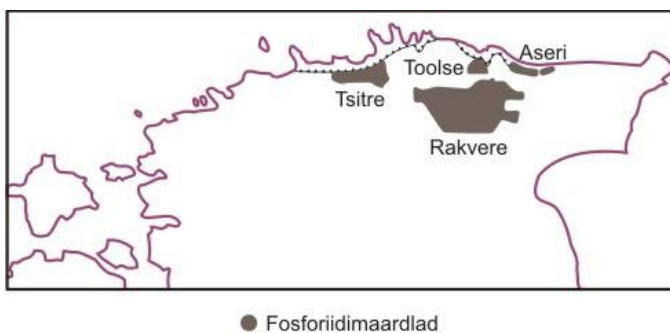 Aseri
Toolse
Tsitre
Rakvere
Fosforiidimaardlad